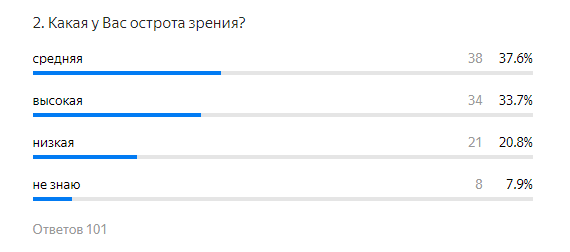 2. Какая у Вас острота зрения?
средняя 38 37.6%
высокая 34 33.7%
низкая 21 20.8%
не знаю 8 7.9%
Ответов 101